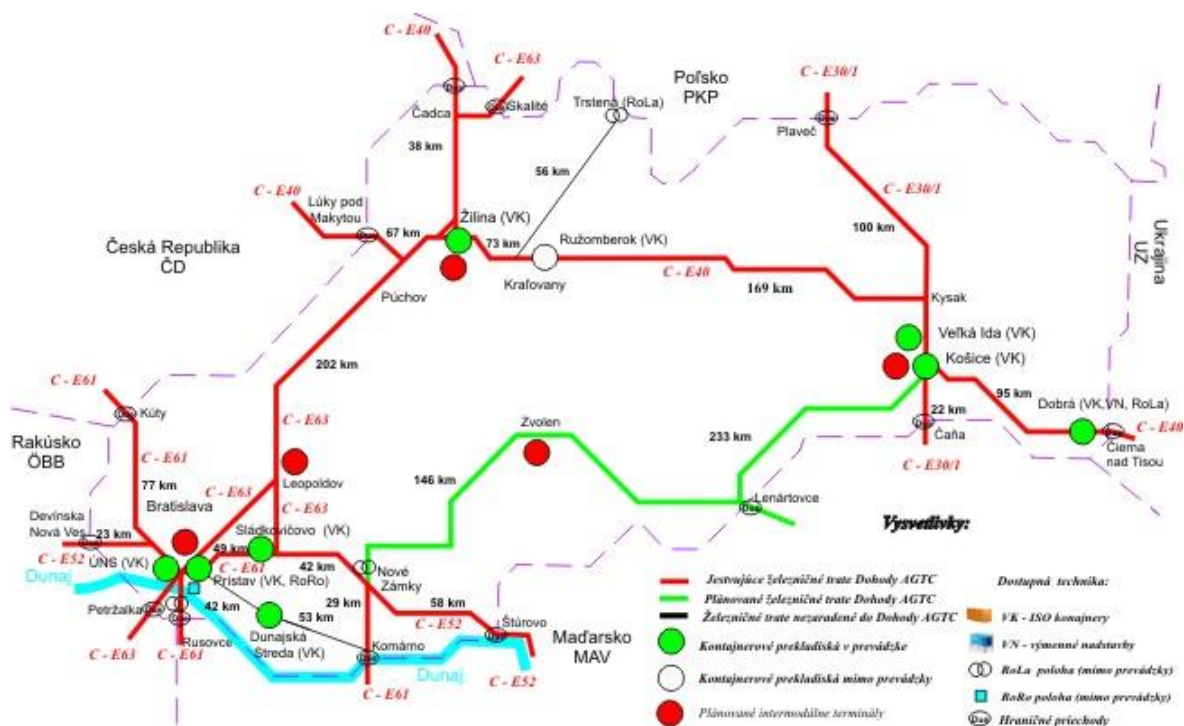 C - E40
C - E63
Poľsko
PKP
C - E30/1
Trstená (RoLa)
Skalité
Čadca
Plaveč
38 km
56 km
C - E40
C - E30/1
Lúky pod
Makytou
67 km
Žilina (VK)
100 km
Ukrajina
UZ
Česká Republika
ČD
73 km
Ružomberok (VK)
C - E40
Kraľovany
169 km
Púchov
Kysak
Veľká Ida (VK)
202 km
Košice (VK)
C - E61
95 km
Kúty
22 km
Dobrá (VK,VN, RoLa)
Rakúsko
ÖBB
C - E63
Zvolen
233 km
Čaňa
C - E40
Čierna
nad Tisou
C - E61
C - E30/1
C - E63
Leopoldov
146 km
77 km
Bratislava
C - E63
Lenártovce
Devínska
Nová Ves
23 km
Sládkovičovo (VK)
Vysvetlivky:
C - E52
49 km
ÚNS (VK)
C - E61
42 km
Dunaj
Prístav (VK, RoRo)
Nové
Zámky
Petržalka
42 km
29 km
58 km
53 km
C - E52
Rusovce
Dunajská
Streda (VK)
Štúrovo
Komárno
Maďarsko
MAV
C - E63
C - E61
Dunaj
C - E52
C - E61
Jestvujúce železničné trate Dohody AGTC
Plánované železničné trate Dohody AGTC
Železničné trate nezaradené do Dohody AGTC
Kontajnerové prekladiská v prevádzke
Kontajnerové prekladiská mimo prevádzky
Plánované intermodálne terminály
Dostupná technika:
VK - ISO konajnery
VN - výmenné nadstavby
RoLa poloha (mimo prevádzky)
RoRo poloha (mimo prevádzky)
Hraničné priechody